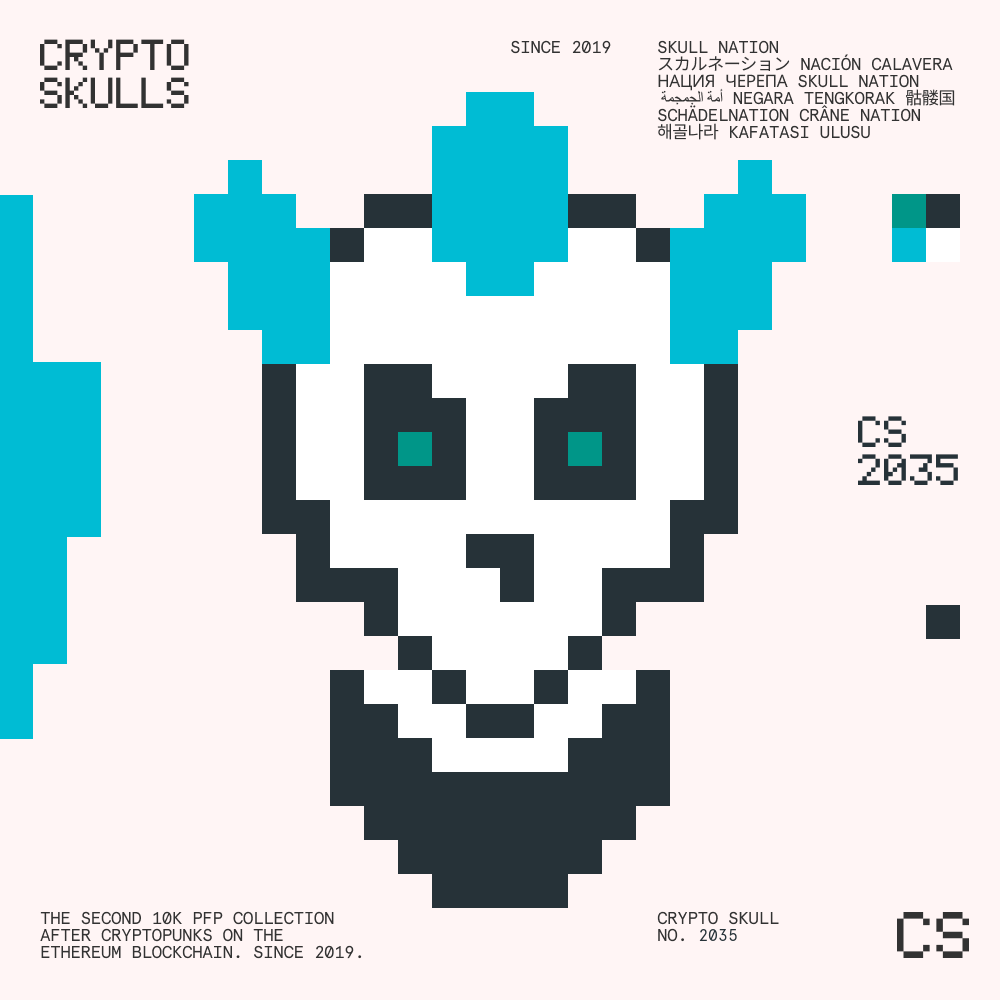 CRYPTO
SKULLS
SINCE 2019
SKULL NATION
スカルネーション NACIÓN CALAVERA
НАЦИЯ ЧЕРЕПА SKULL NATION
أمة الجمجمة NEGARA TENGKORAK 骷髅国
SCHÄDELNATION CRÂNE NATION
해골나라 KAFATASI ULUSU
CS
2035
THE SECOND 10K PFP COLLECTION
AFTER CRYPTOPUNKS ON THE
ETHEREUM BLOCKCHAIN. SINCE 2019.
CRYPTO SKULL
NO. 2035
CS